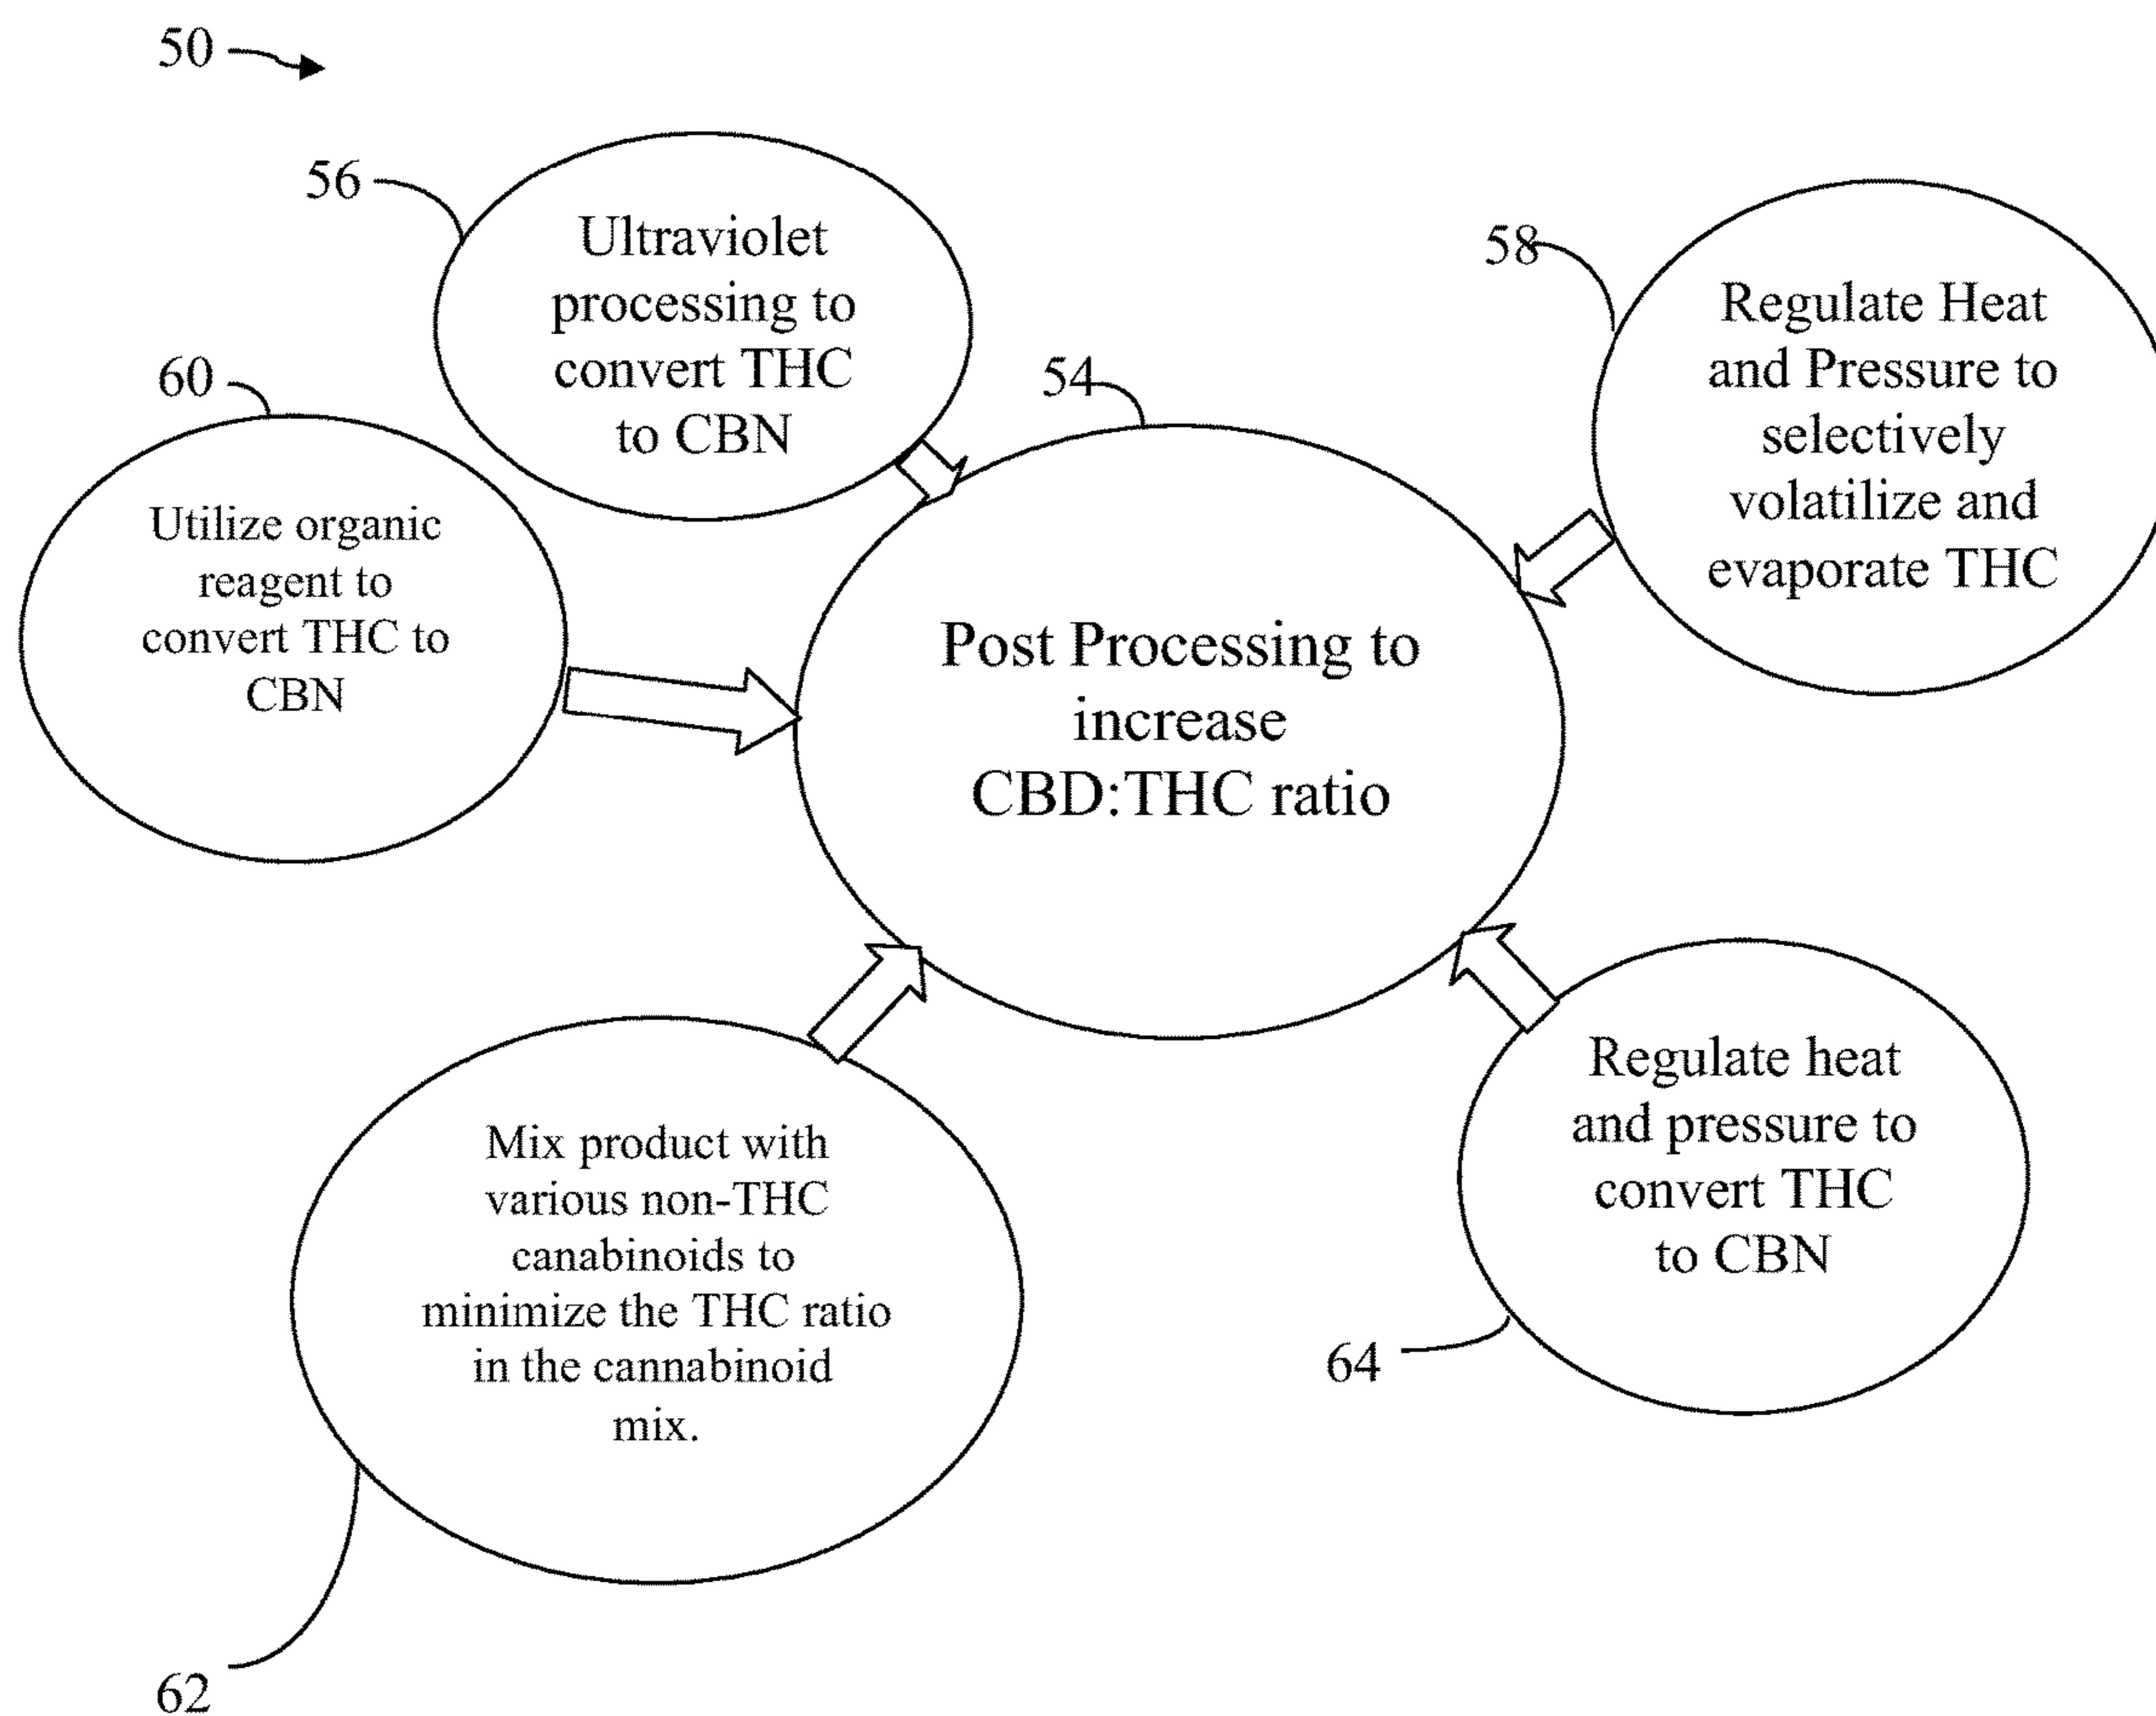 50
56
Ultraviolet
processing to
convert THC
to CBN
58
Regulate Heat
and Pressure to
selectively
volatilize and
evaporate THC
60
Utilize organic
reagent to
convert THC to
CBN
54
Post Processing to
increase
CBD:THC ratio
Mix product with
various non-THC
canabinoids to
minimize the THC ratio
in the cannabinoid
mix.
62
Regulate heat
and pressure to
convert THC
to CBN
64